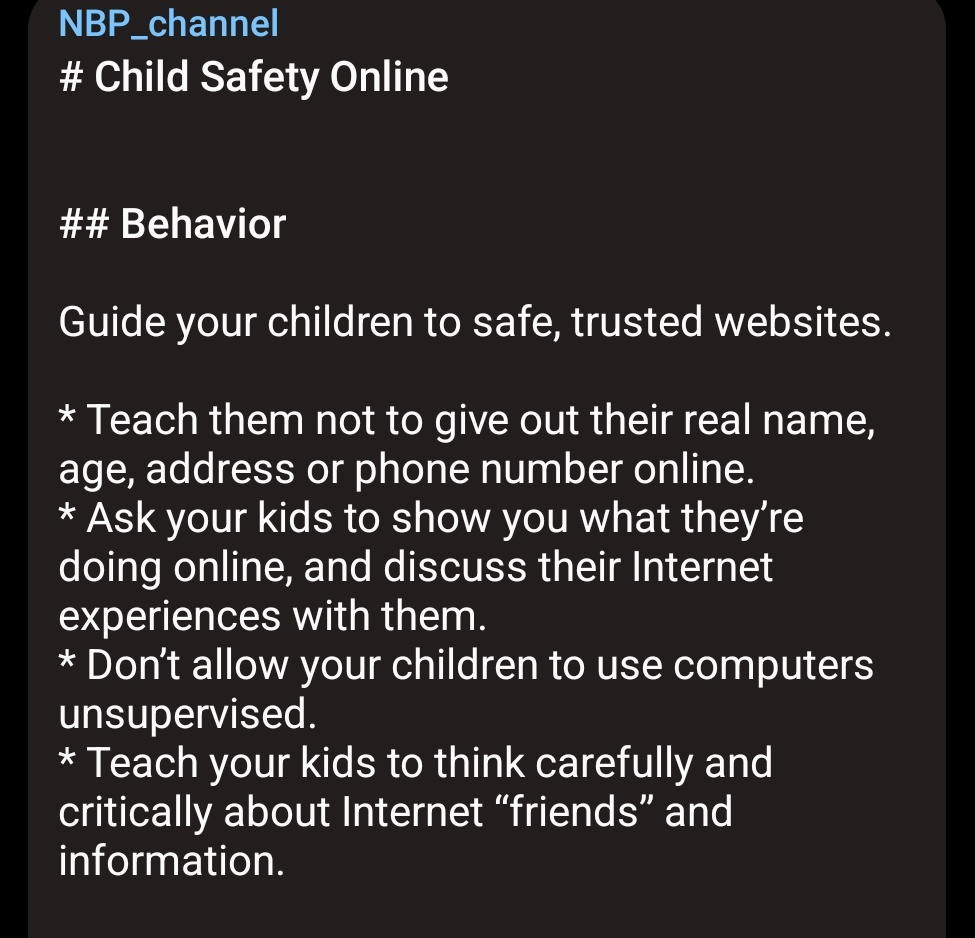 NBP_channel
# Child Safety Online
## Behavior
Guide your children to safe, trusted websites.
* Teach them not to give out their real name,
age, address or phone number online.
* Ask your kids to show you what they’re
doing online, and discuss their Internet
experiences with them.
* Don’t allow your children to use computers
unsupervised.
* Teach your kids to think carefully and
critically about Internet “friends” and
information.